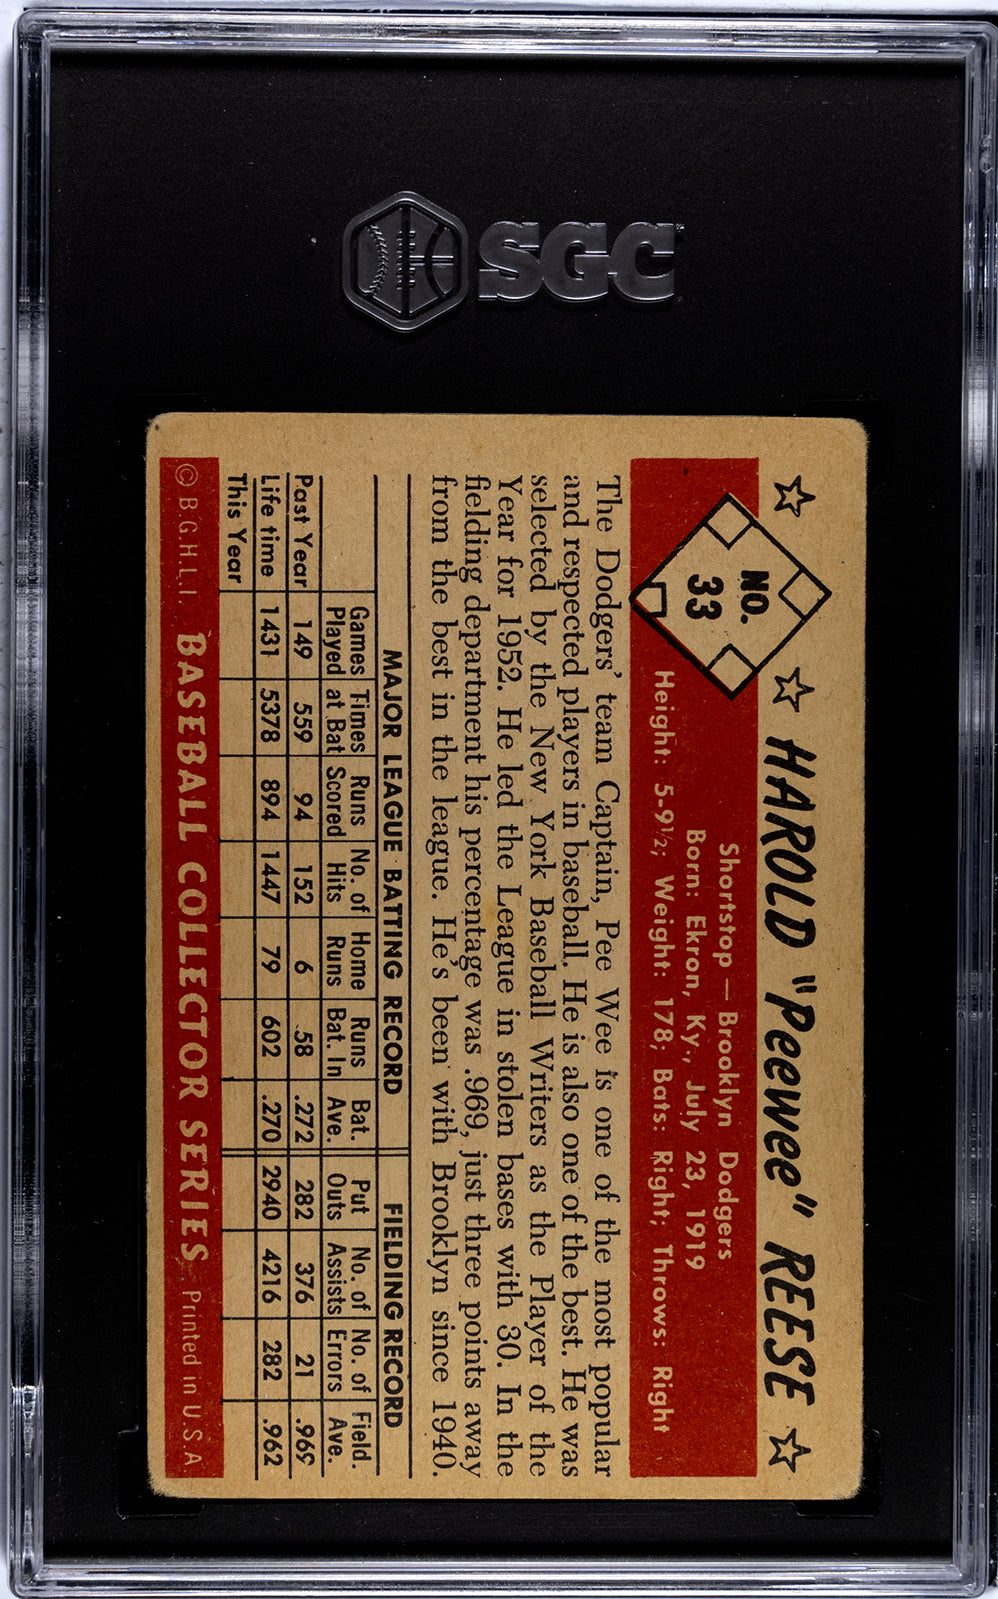 SGC
HAROLD "Peewee" REESE
NO.
33
Shortstop — Brooklyn Dodgers
Born: Ekron, Ky., July 23, 1919
Height: 5-9½; Weight: 178; Bats: Right; Throws: Right
The Dodgers' team Captain, Pee Wee is one of the most popular
and respected players in baseball. He is also one of the best. He was
selected by the New York Baseball Writers as the Player of the
Year for 1952. He led the League in stolen bases with 30. In the
fielding department his percentage was .969, just three points away
from the best in the league. He's been with Brooklyn since 1940.
MAJOR LEAGUE BATTING RECORD FIELDING RECORD
Games Times Runs No. of Home Runs Bat. Put No. of No. of Field.
Played at Bat Scored Hits Runs Bat. In Ave. Outs Assists Errors Ave.
Past Year 149 559 94 152 6 58 .272 282 376 21 .969
Life time 1431 5378 894 1447 79 602 .270 2940 4216 282 .962
This Year
© B.G.H.L.I. BASEBALL COLLECTOR SERIES Printed in U.S.A.